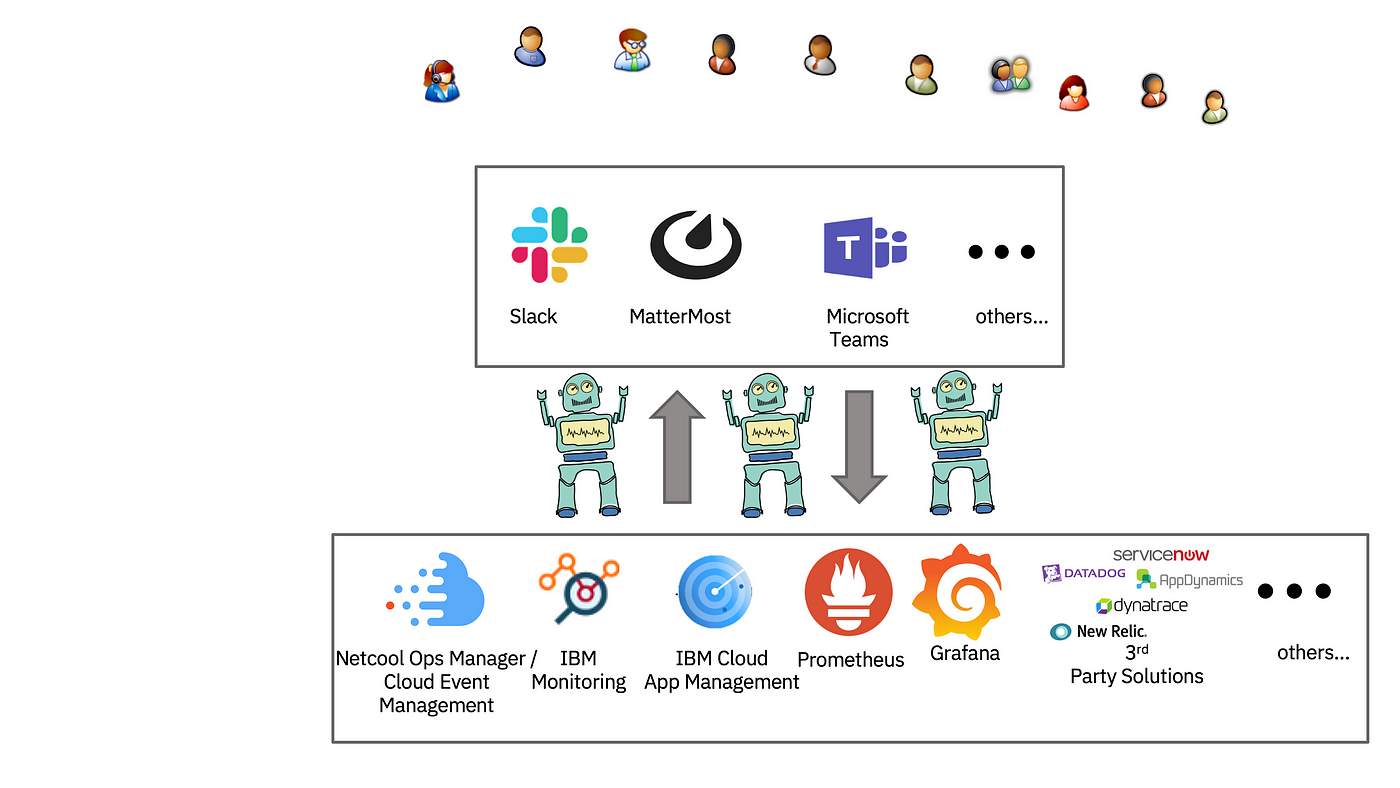 Slack
MatterMost
T
Microsoft
Teams
others...
Netcool Ops Manager /
Cloud Event
Management
IBM
Monitoring
IBM Cloud
App Management
Prometheus
Grafana
servicenow
DATADOG
AppDynamics
dynatrace
New Relic.
3rd
Party Solutions
others...